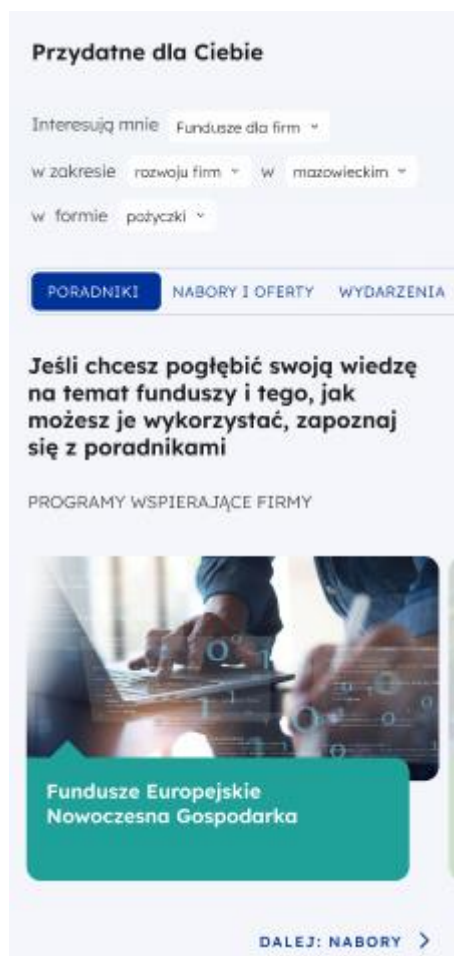 Przydatne dla Ciebie
Interesują mnie Fundusze dla firm
w zakresie rozwoju firm w mazowieckim
w formie pożyczki
PORADNIKI NABORY I OFERTY WYDARZENIA
Jeśli chcesz pogłębić swoją wiedzę
na temat funduszy i tego, jak
możesz je wykorzystać, zapoznaj
się z poradnikami
PROGRAMY WSPIERAJĄCE FIRMY
Fundusze Europejskie
Nowoczesna Gospodarka
DALEJ: NABORY